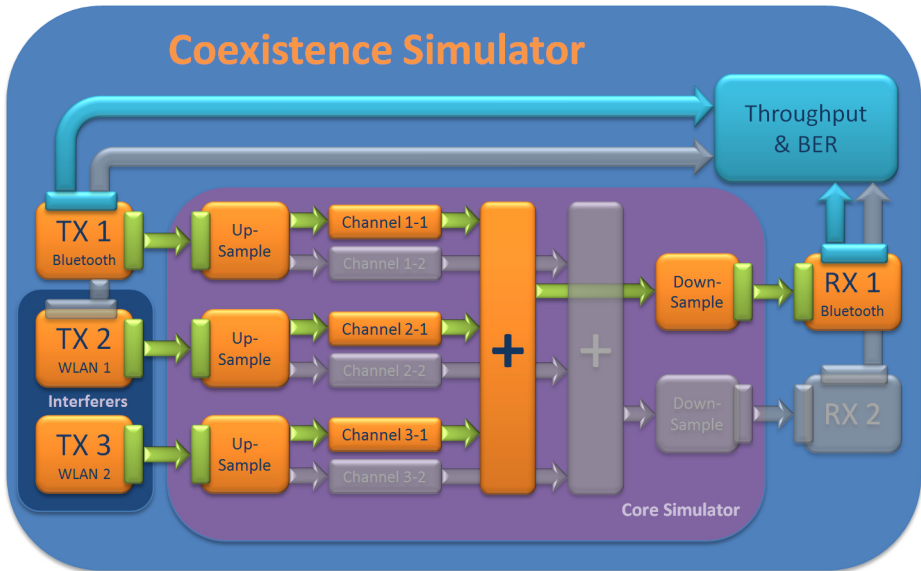 Coexistence Simulator
Throughput
& BER
TX 1
Bluetooth
Up-
Sample
Channel 1-1
Channel 1-2
+
+
Down-
Sample
RX 1
Bluetooth
TX 2
WLAN 1
Interferers
Up-
Sample
Channel 2-1
Channel 2-2
Down-
Sample
RX 2
TX 3
WLAN 2
Up-
Sample
Channel 3-1
Channel 3-2
Core Simulator